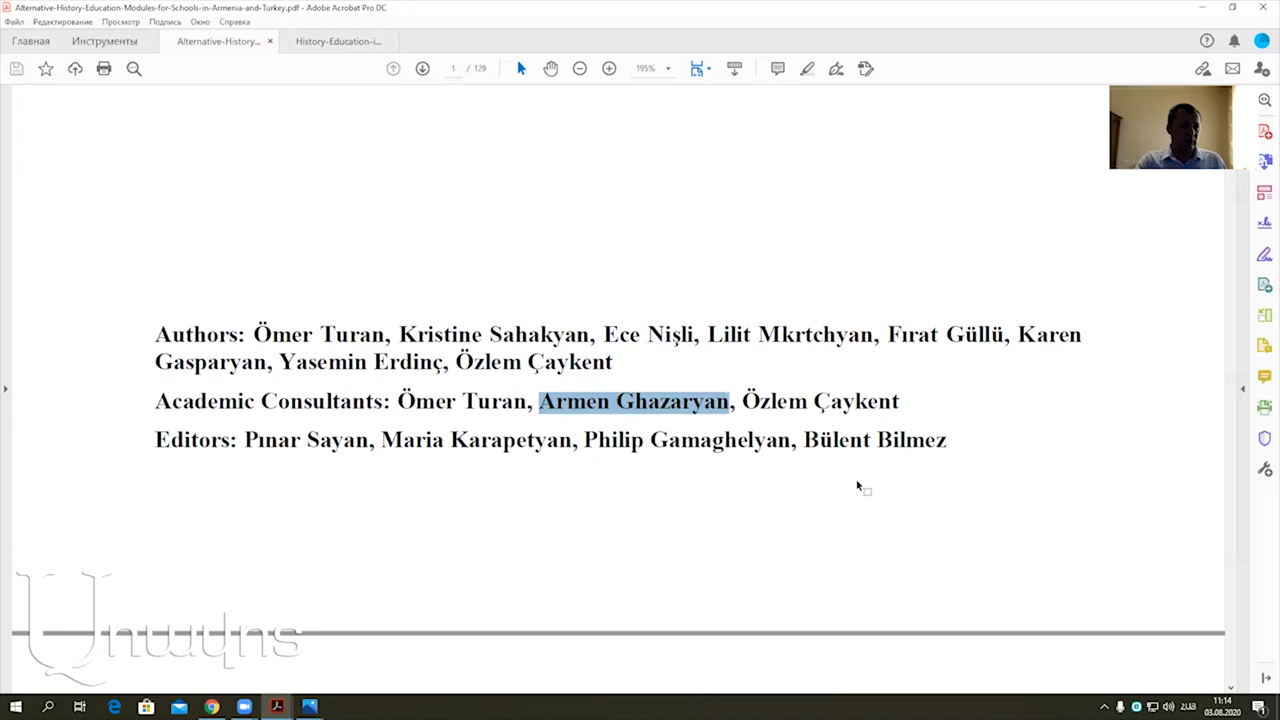 Alternative-History-Education-Modules-for-Schools-in-Armenia-and-Turkey.pdf - Adobe Acrobat Pro DC
Файл Редактирование Просмотр Подпись Окно Справка
Главная Инструменты Alternative-History... × History-Education-i...
1 / 129 195%
Authors: Ömer Turan, Kristine Sahakyan, Ece Nişli, Lilit Mkrtchyan, Fırat Güllü, Karen
Gasparyan, Yasemin Erdinç, Özlem Çaykent
Academic Consultants: Ömer Turan, Armen Ghazaryan, Özlem Çaykent
Editors: Pınar Sayan, Maria Karapetyan, Philip Gamaghelyan, Bülent Bilmez
Առավոտ
11:14
ՀԱՅ
03.08.2020